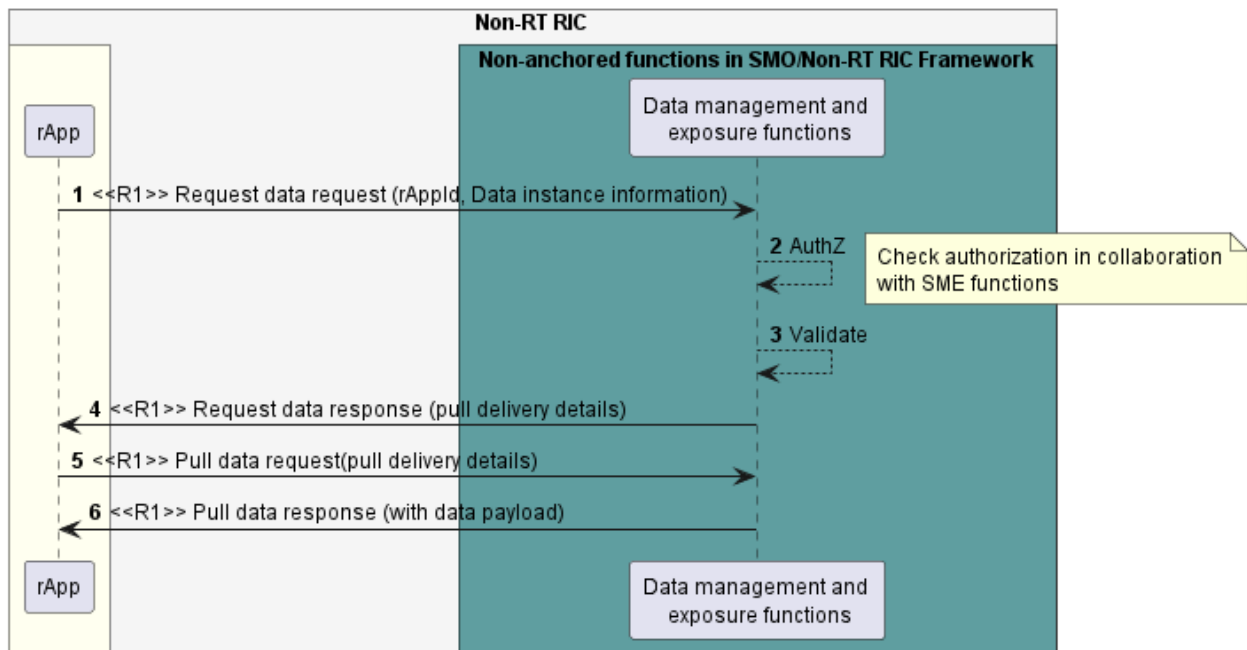 Non-RT RIC
Non-anchored functions in SMO/Non-RT RIC Framework
rApp
Data management and
exposure functions
1 <<R1>> Request data request (rAppId, Data instance information)
2 AuthZ
Check authorization in collaboration
with SME functions
3 Validate
4 <<R1>> Request data response (pull delivery details)
5 <<R1>> Pull data request(pull delivery details)
6 <<R1>> Pull data response (with data payload)
rApp
Data management and
exposure functions